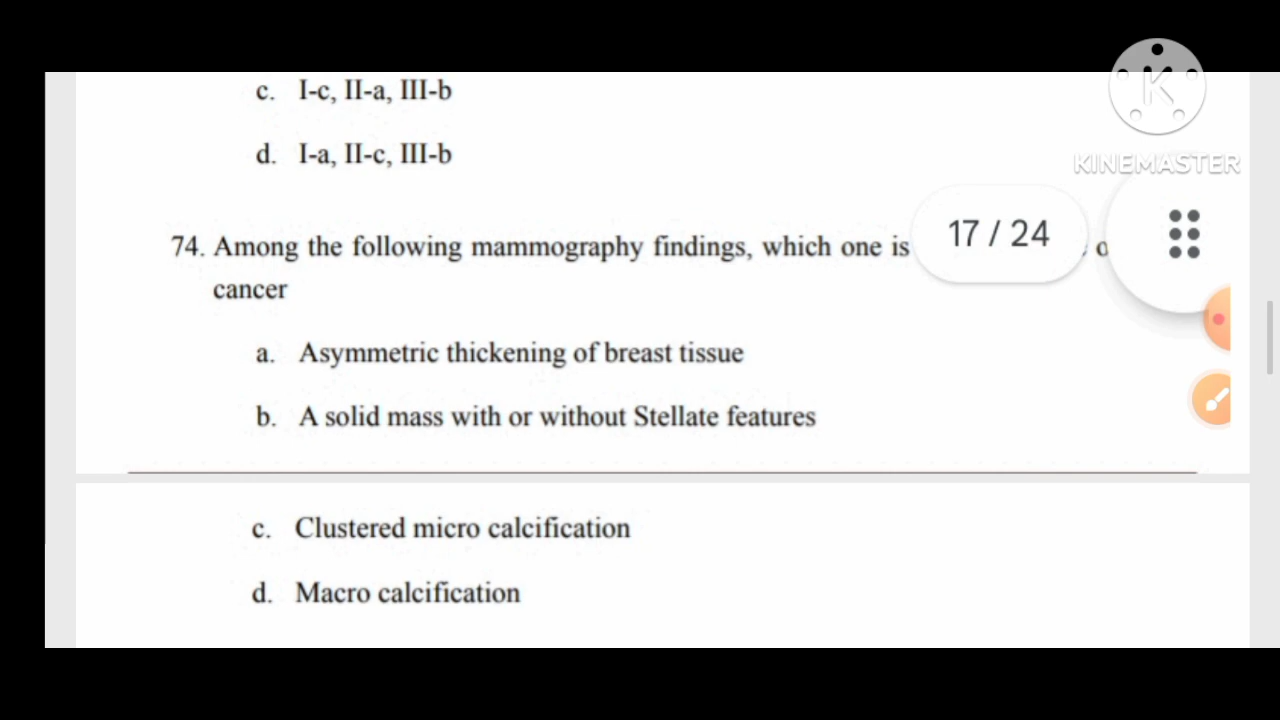 c. I-c, II-a, III-b
d. I-a, II-c, III-b
KINEMASTER
74. Among the following mammography findings, which one is
17 / 24
cancer
a. Asymmetric thickening of breast tissue
b. A solid mass with or without Stellate features
c. Clustered micro calcification
d. Macro calcification